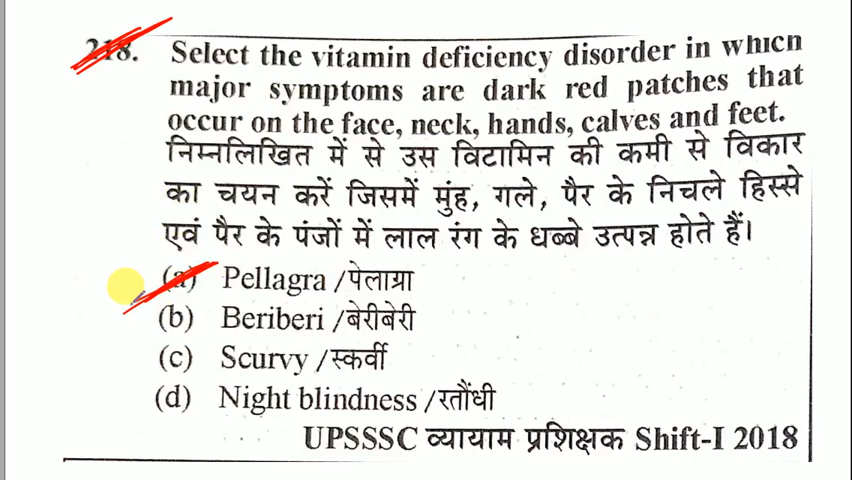 218. Select the vitamin deficiency disorder in which
major symptoms are dark red patches that
occur on the face, neck, hands, calves and feet.
निम्नलिखित में से उस विटामिन की कमी से विकार
का चयन करें जिसमें मुंह, गले, पैर के निचले हिस्से
एवं पैर के पंजों में लाल रंग के धब्बे उत्पन्न होते हैं।
(a) Pellagra /पेलाग्रा
(b) Beriberi /बेरीबेरी
(c) Scurvy /स्कर्वी
(d) Night blindness /रतौंधी
UPSSSC व्यायाम प्रशिक्षक Shift-I 2018